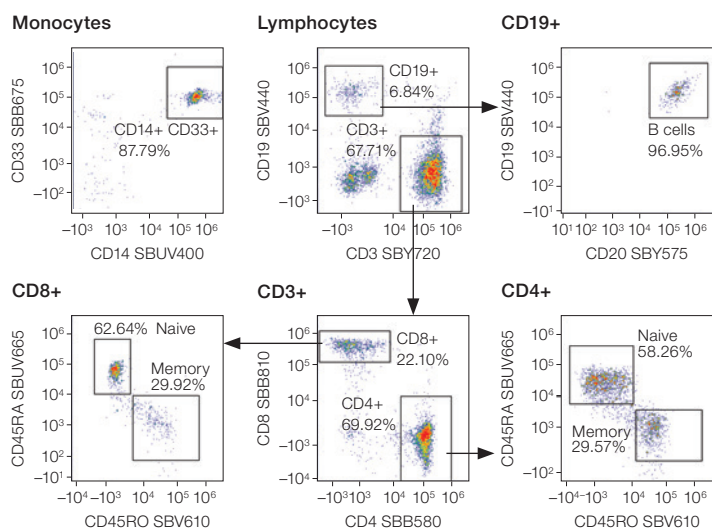 Monocytes
CD33 SBB675
10⁶
10⁵
10³
–10²
CD14+ CD33+
87.79%
–10³ 10³ 10⁴ 10⁵ 10⁶
CD14 SBUV400
Lymphocytes
CD19 SBV440
10⁶
10⁵
10⁴
10³
–10³
CD19+
6.84%
CD3+
67.71%
–10³ 10⁴ 10⁵ 10⁶
CD3 SBY720
CD19+
CD19 SBV440
10⁶
10⁵
10⁴
10³
10²
–10¹
B cells
96.95%
10¹ 10² 10³ 10⁴ 10⁵ 10⁶
CD20 SBY575
CD8+
CD45RA SBUV665
10⁶
10⁵
10⁴
10³
10²
–10¹
62.64% Naive
Memory
29.92%
–10⁴ 10³ 10⁴ 10⁵ 10⁶
CD45RO SBV610
CD3+
CD8 SBB810
10⁶
10⁵
10⁴
–10³
–10⁴
CD8+
22.10%
CD4+
69.92%
–10³ 10⁴ 10⁵ 10⁶
CD4 SBB580
CD4+
CD45RA SBUV665
10⁶
10⁵
10⁴
10³
–10²
Naive
58.26%
Memory
29.57%
–10⁴–10³ 10³ 10⁴ 10⁵ 10⁶
CD45RO SBV610